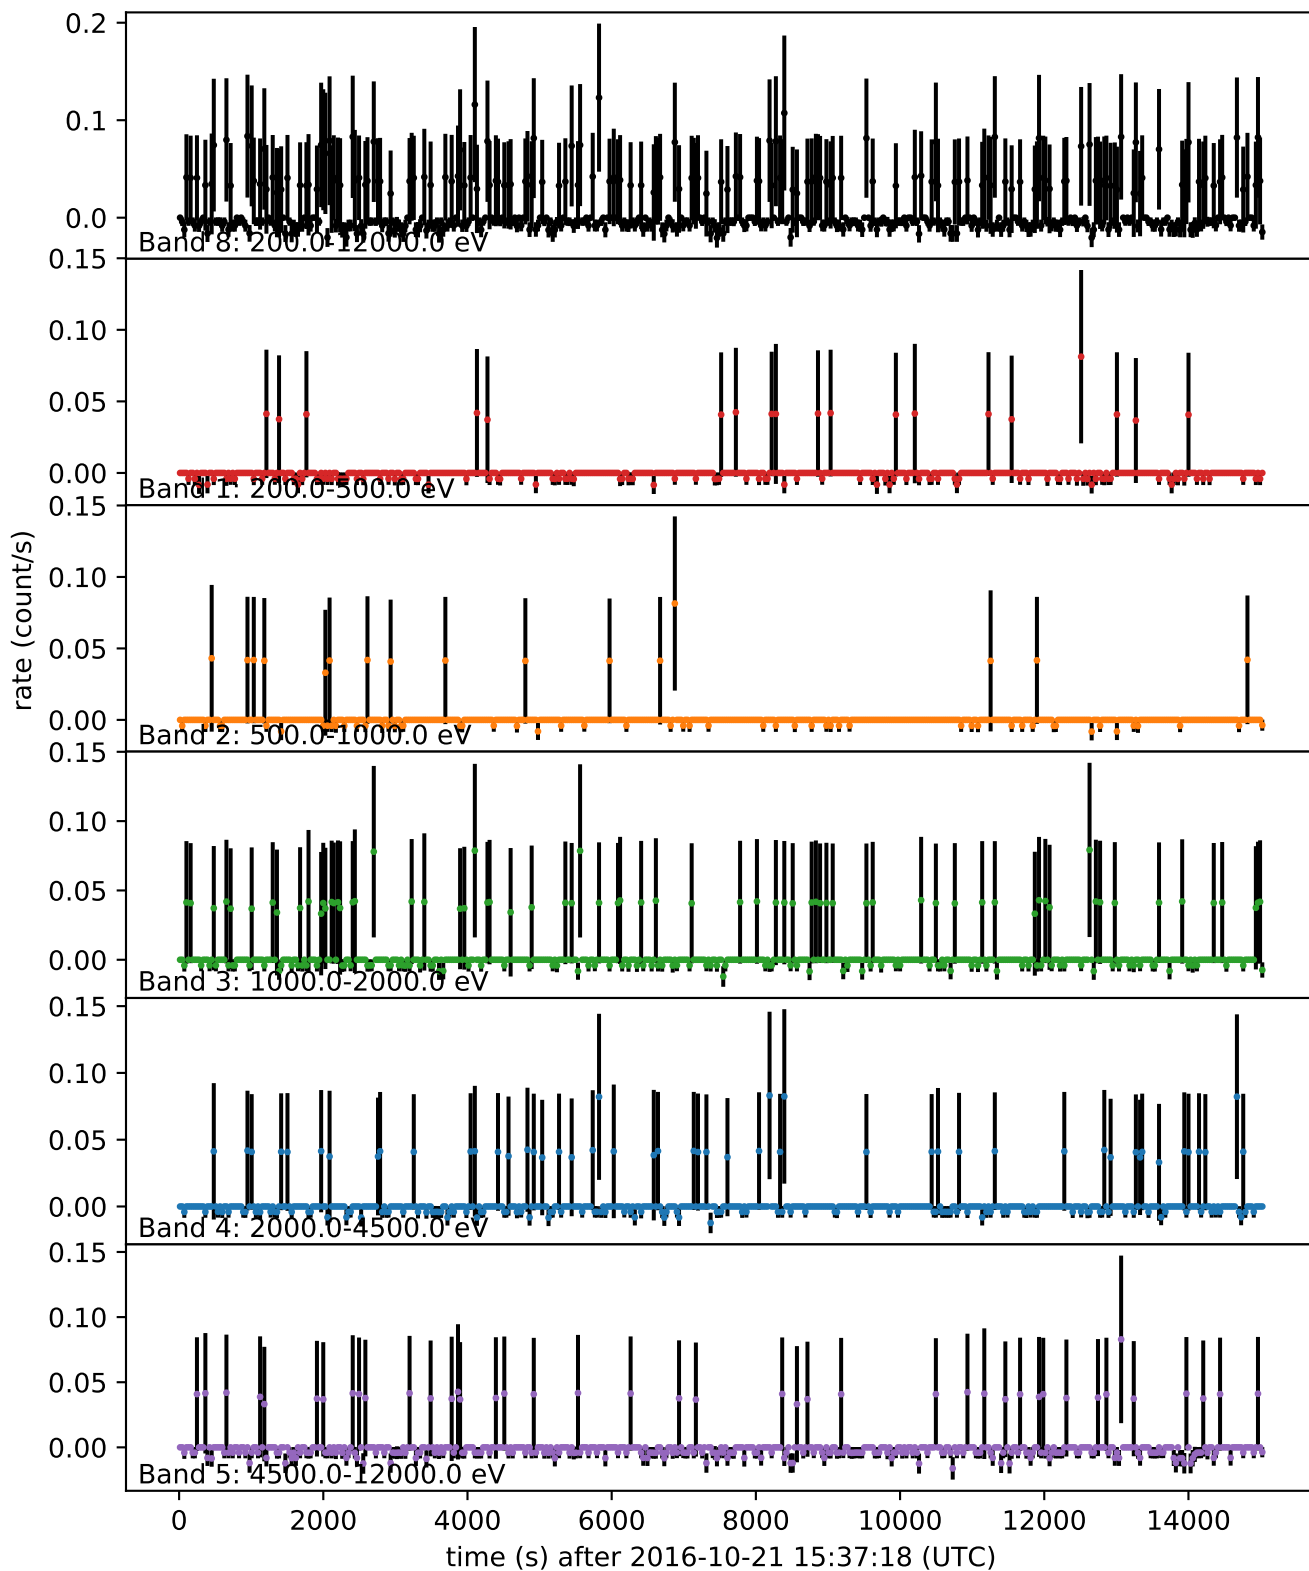 0.2
0.1
0.0
Band 8: 200.0-12000.0 eV
0.15
0.10
0.05
0.00
Band 1: 200.0-500.0 eV
0.15
0.10
0.05
0.00
Band 2: 500.0-1000.0 eV
rate (count/s)
0.15
0.10
0.05
0.00
Band 3: 1000.0-2000.0 eV
0.15
0.10
0.05
0.00
Band 4: 2000.0-4500.0 eV
0.15
0.10
0.05
0.00
Band 5: 4500.0-12000.0 eV
0 2000 4000 6000 8000 10000 12000 14000
time (s) after 2016-10-21 15:37:18 (UTC)